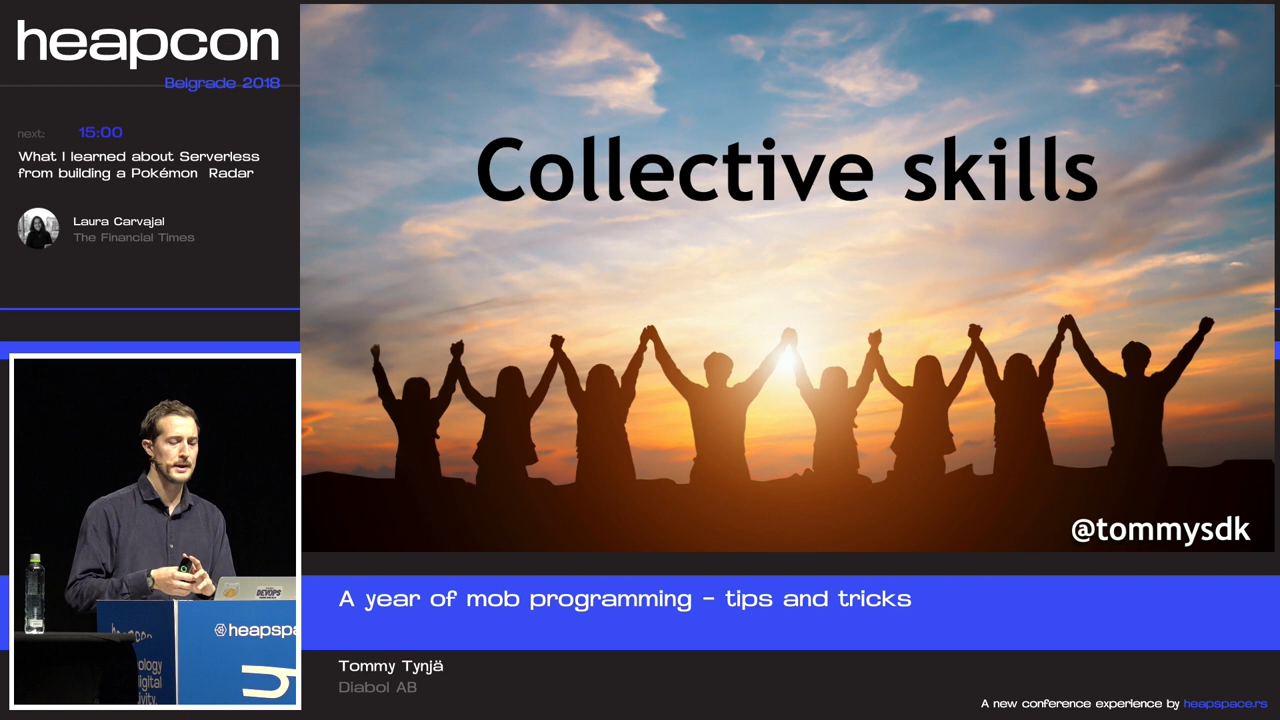 heapcon
Belgrade 2018
next: 15:00
What I learned about Serverless
from building a Pokémon Radar
Laura Carvajal
The Financial Times
Collective skills
@tommysdk
DEVOPS
heapspa
A year of mob programming - tips and tricks
Tommy Tynjä
Diabol AB
A new conference experience by heapspace.rs